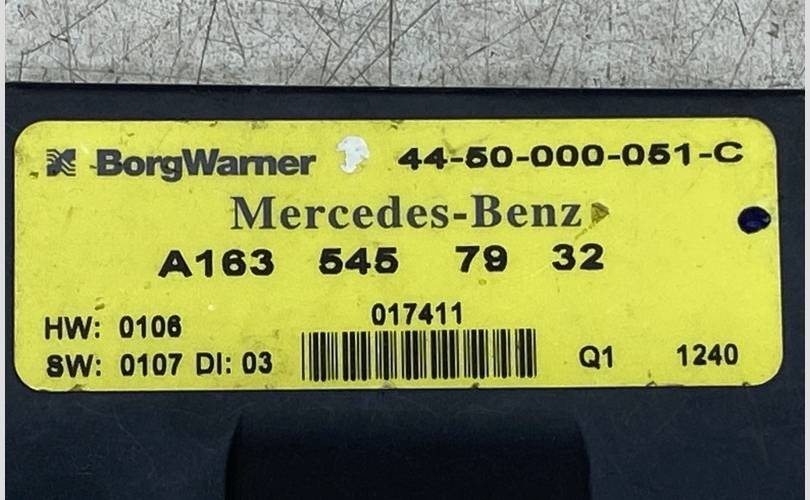 BorgWarner 44-50-000-051-C
Mercedes-Benz
A163 545 79 32
017411
HW: 0106
SW: 0107 DI: 03
Q1 1240